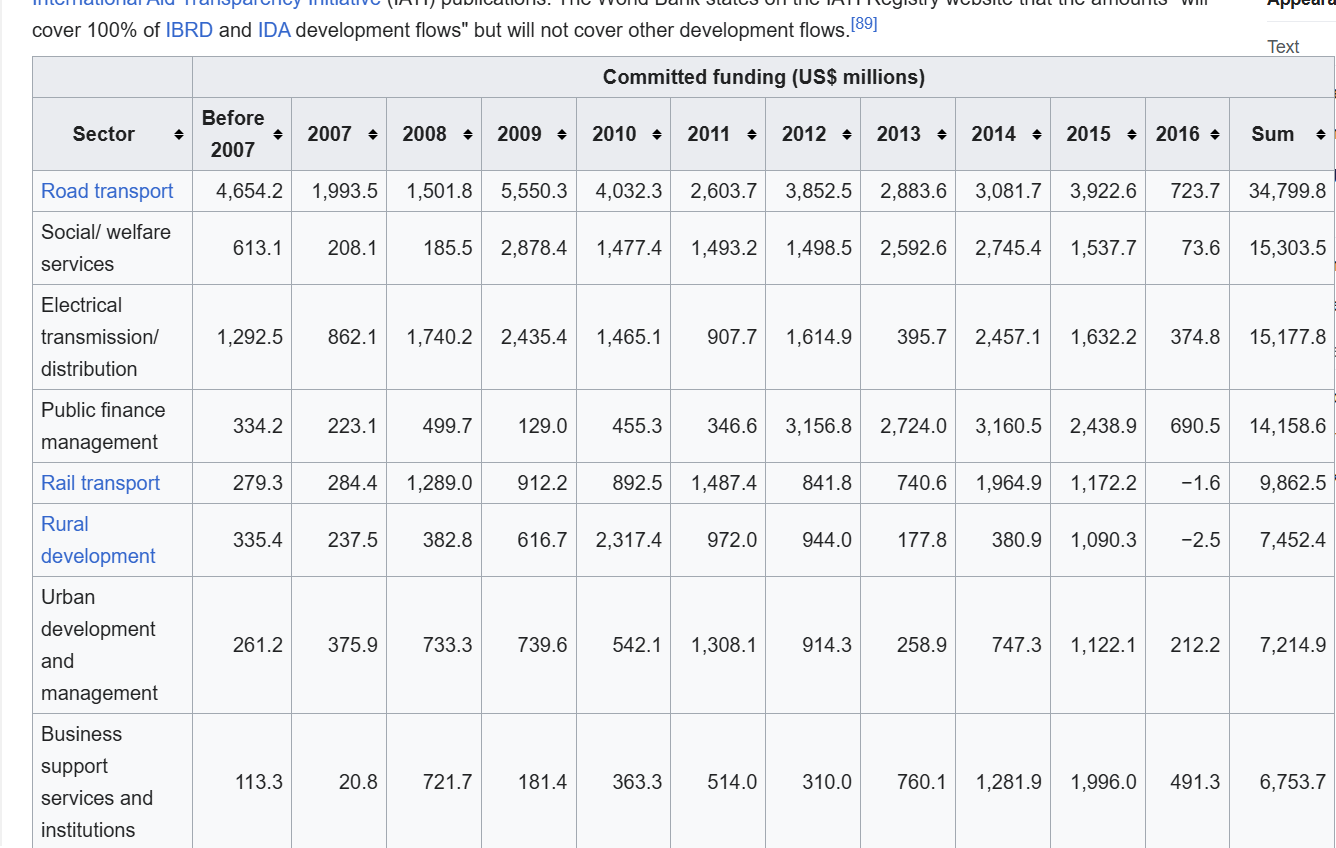 International Aid Transparency Initiative (IATI) publications. The World Bank states on the IATI Registry website that the amounts "will
cover 100% of IBRD and IDA development flows" but will not cover other development flows.[89]
Text
Committed funding (US$ millions)
Sector Before 2007 2007 2008 2009 2010 2011 2012 2013 2014 2015 2016 Sum
Road transport 4,654.2 1,993.5 1,501.8 5,550.3 4,032.3 2,603.7 3,852.5 2,883.6 3,081.7 3,922.6 723.7 34,799.8
Social/ welfare
services 613.1 208.1 185.5 2,878.4 1,477.4 1,493.2 1,498.5 2,592.6 2,745.4 1,537.7 73.6 15,303.5
Electrical
transmission/
distribution 1,292.5 862.1 1,740.2 2,435.4 1,465.1 907.7 1,614.9 395.7 2,457.1 1,632.2 374.8 15,177.8
Public finance
management 334.2 223.1 499.7 129.0 455.3 346.6 3,156.8 2,724.0 3,160.5 2,438.9 690.5 14,158.6
Rail transport 279.3 284.4 1,289.0 912.2 892.5 1,487.4 841.8 740.6 1,964.9 1,172.2 −1.6 9,862.5
Rural
development 335.4 237.5 382.8 616.7 2,317.4 972.0 944.0 177.8 380.9 1,090.3 −2.5 7,452.4
Urban
development
and
management 261.2 375.9 733.3 739.6 542.1 1,308.1 914.3 258.9 747.3 1,122.1 212.2 7,214.9
Business
support
services and
institutions 113.3 20.8 721.7 181.4 363.3 514.0 310.0 760.1 1,281.9 1,996.0 491.3 6,753.7